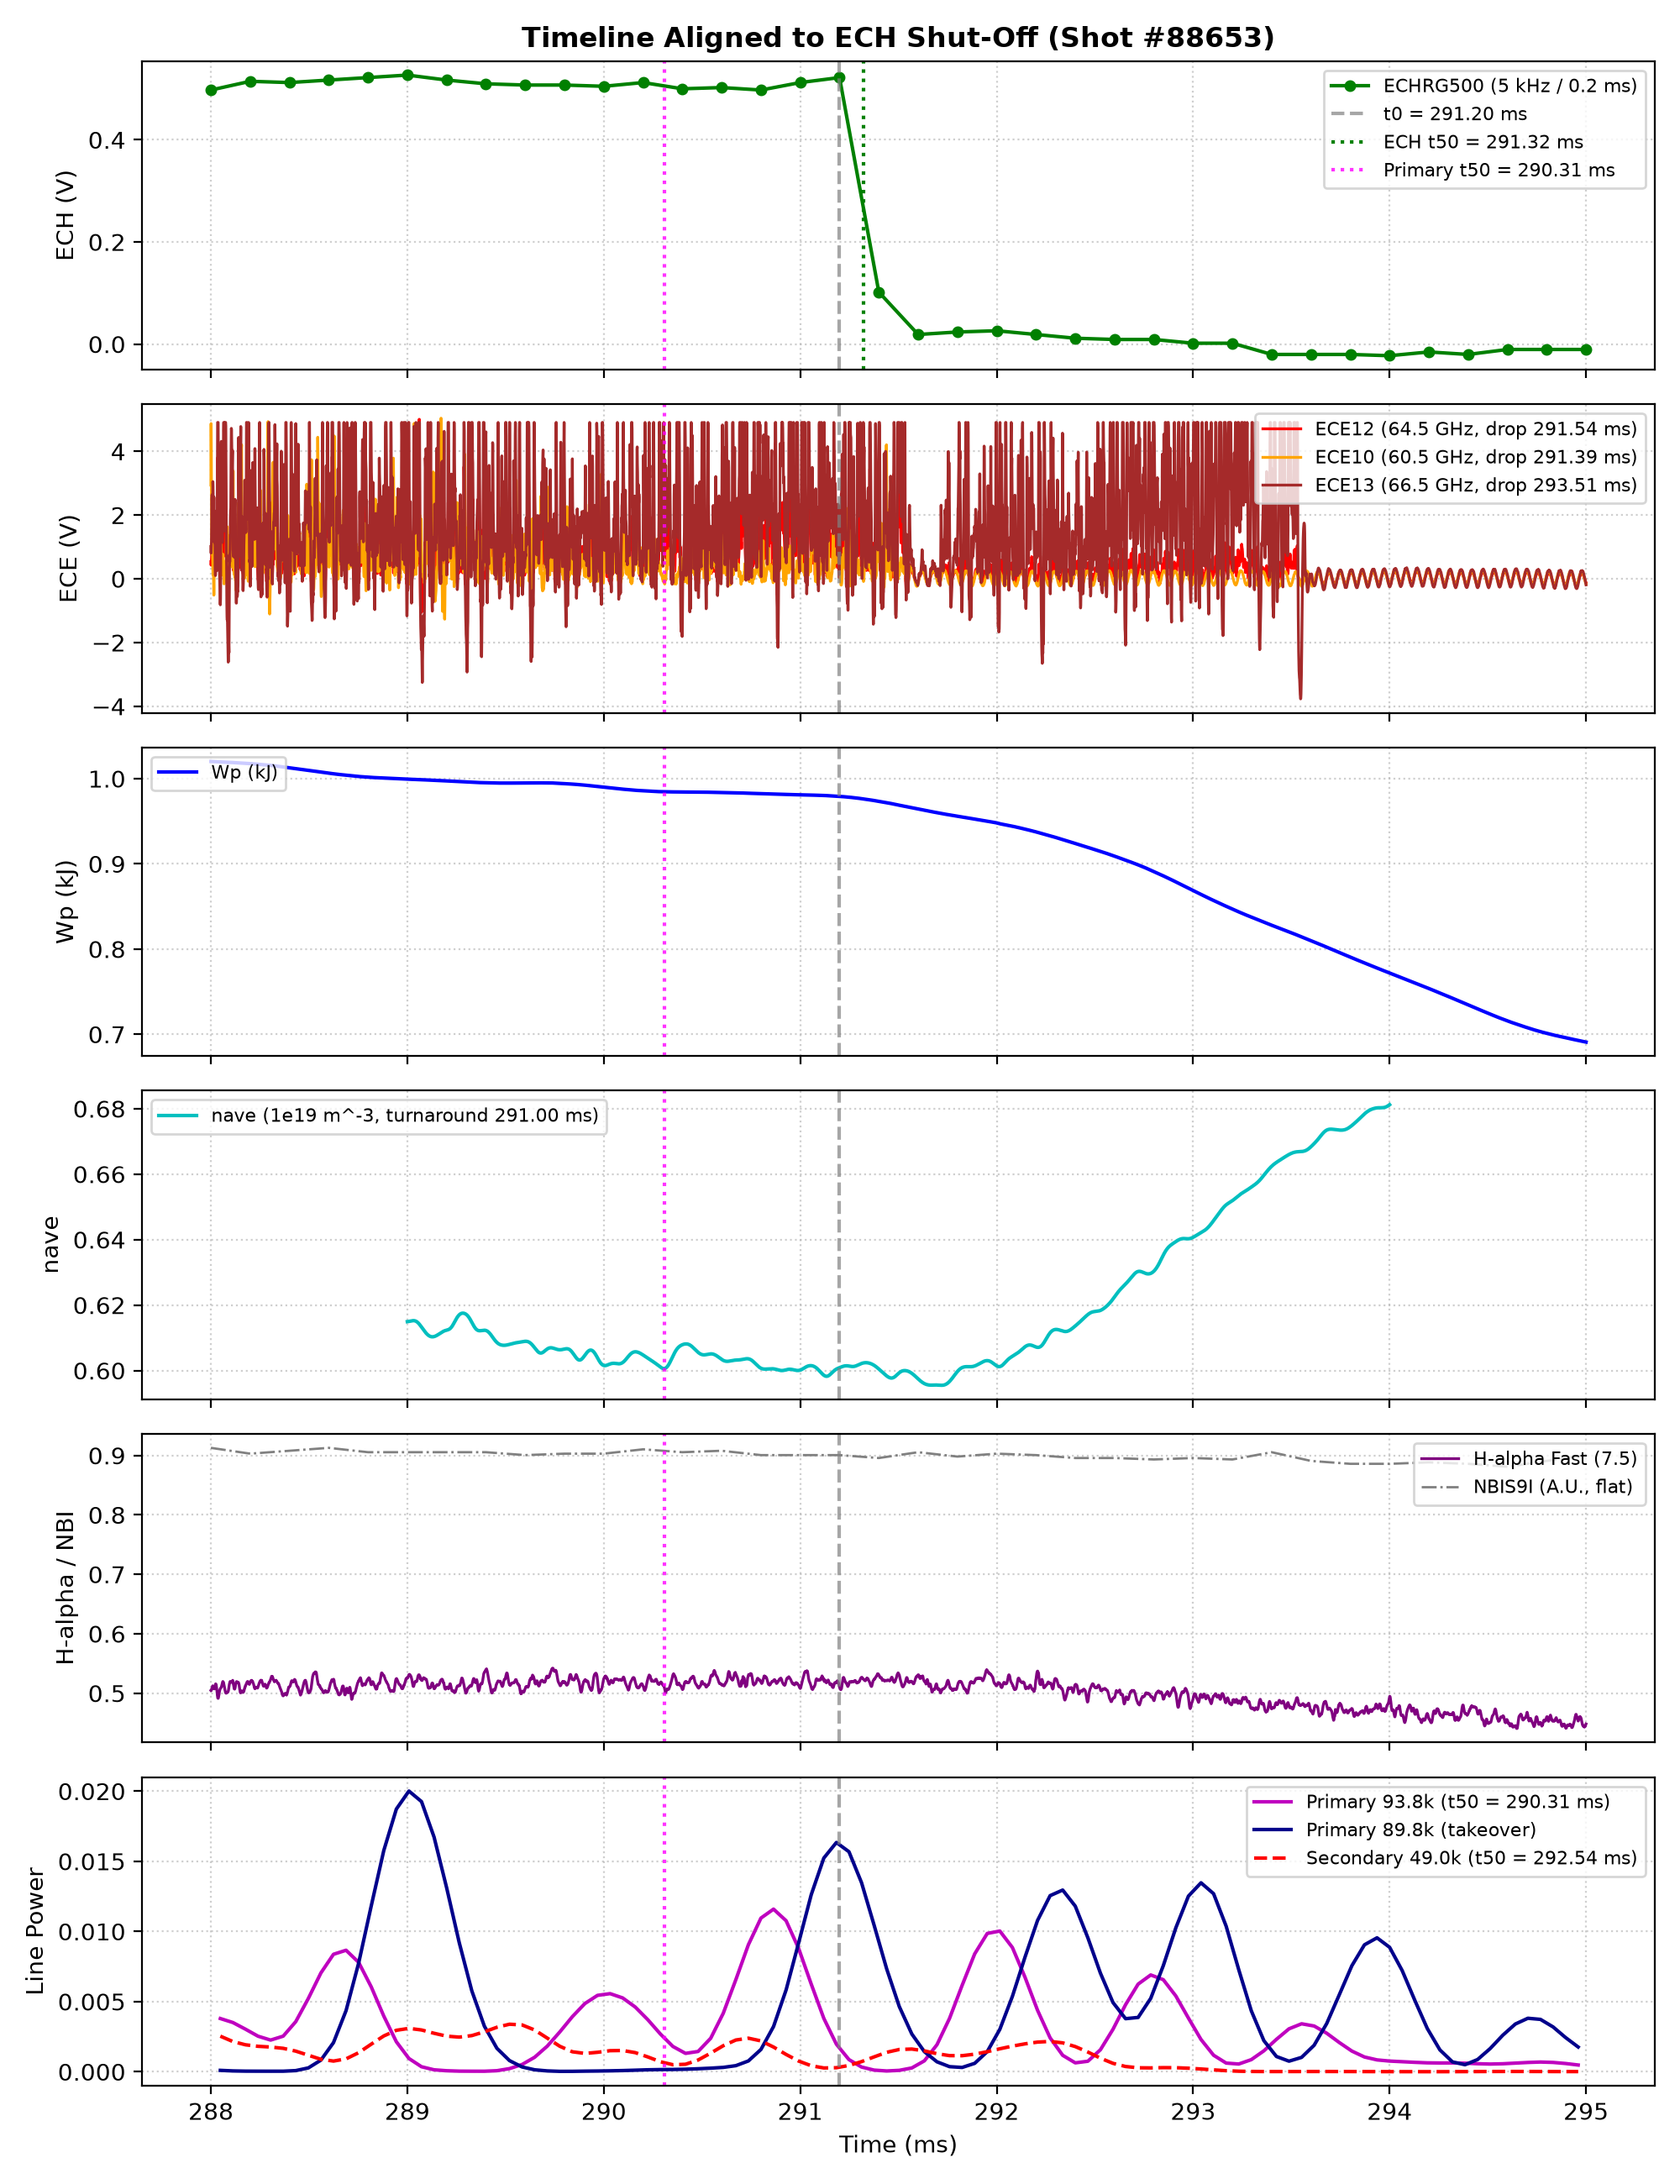 Timeline Aligned to ECH Shut-Off (Shot #88653)
ECH (V)
0.4
0.2
0.0
ECHRG500 (5 kHz / 0.2 ms)
t0 = 291.20 ms
ECH t50 = 291.32 ms
Primary t50 = 290.31 ms
ECE (V)
4
2
0
−2
−4
ECE12 (64.5 GHz, drop 291.54 ms)
ECE10 (60.5 GHz, drop 291.39 ms)
ECE13 (66.5 GHz, drop 293.51 ms)
Wp (kJ)
1.0
0.9
0.8
0.7
Wp (kJ)
nave
0.68
0.66
0.64
0.62
0.60
nave (1e19 m^-3, turnaround 291.00 ms)
H-alpha / NBI
0.9
0.8
0.7
0.6
0.5
H-alpha Fast (7.5)
NBIS9I (A.U., flat)
Line Power
0.020
0.015
0.010
0.005
0.000
Primary 93.8k (t50 = 290.31 ms)
Primary 89.8k (takeover)
Secondary 49.0k (t50 = 292.54 ms)
288 289 290 291 292 293 294 295
Time (ms)